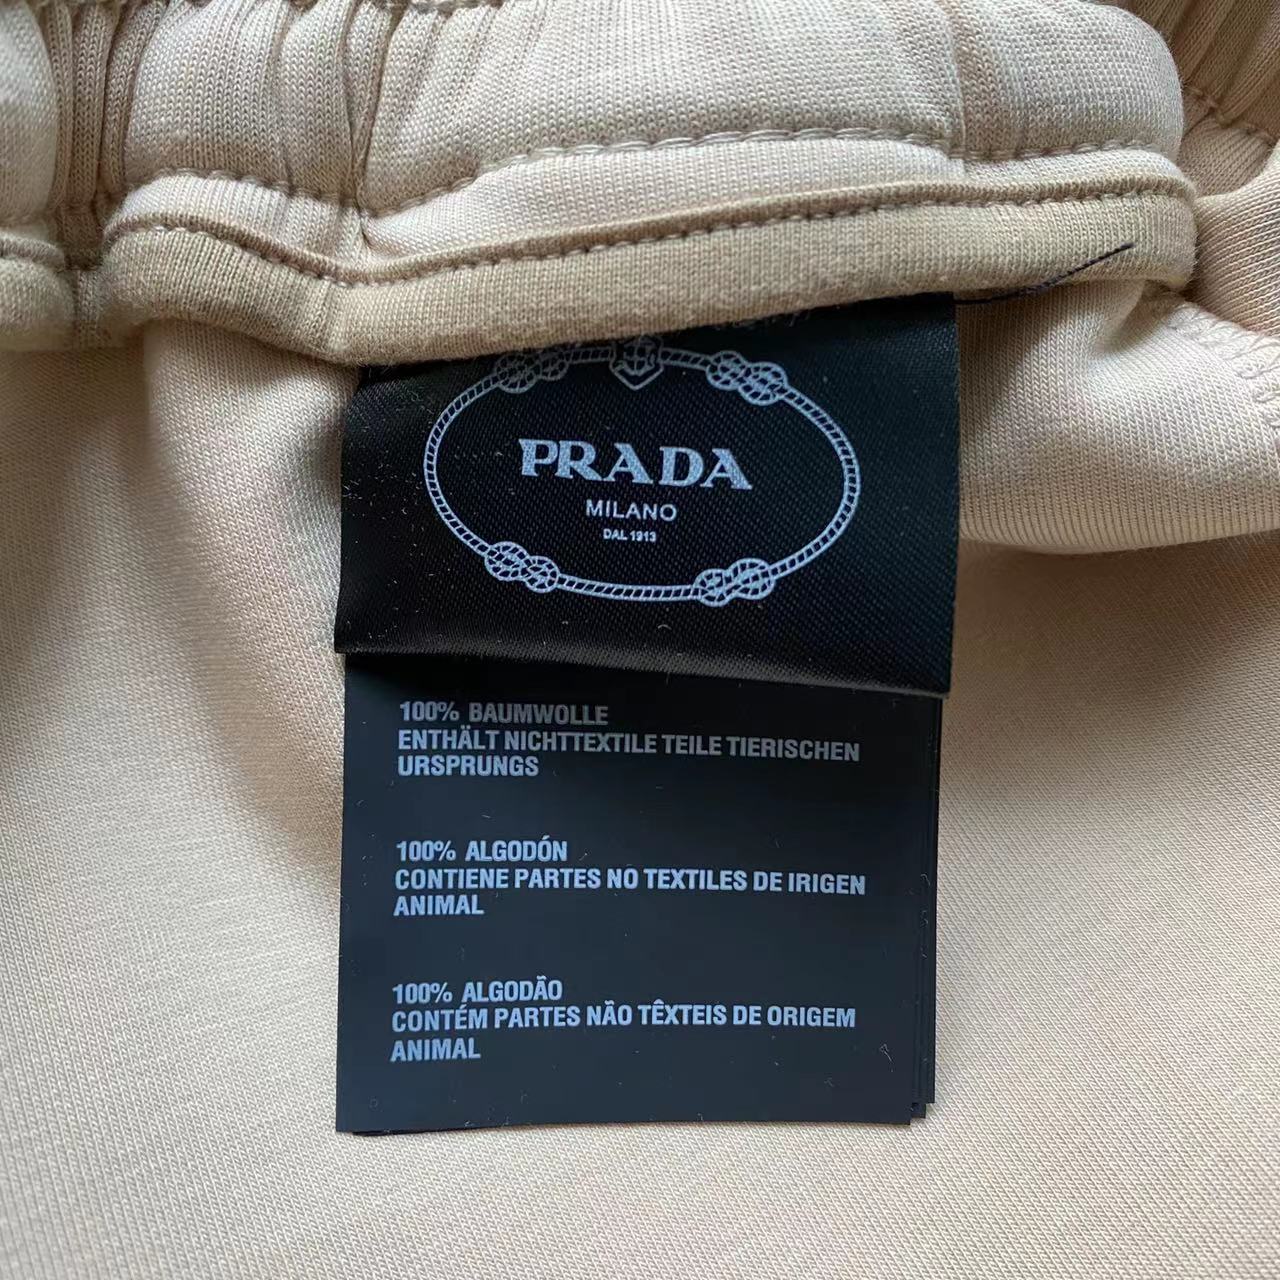 PRADA
MILANO
DAL 1913
100% BAUMWOLLE
ENTHÄLT NICHTTEXTILE TEILE TIERISCHEN
URSPRUNGS
100% ALGODÓN
CONTIENE PARTES NO TEXTILES DE IRIGEN
ANIMAL
100% ALGODÃO
CONTÉM PARTES NÃO TÊXTEIS DE ORIGEM
ANIMAL